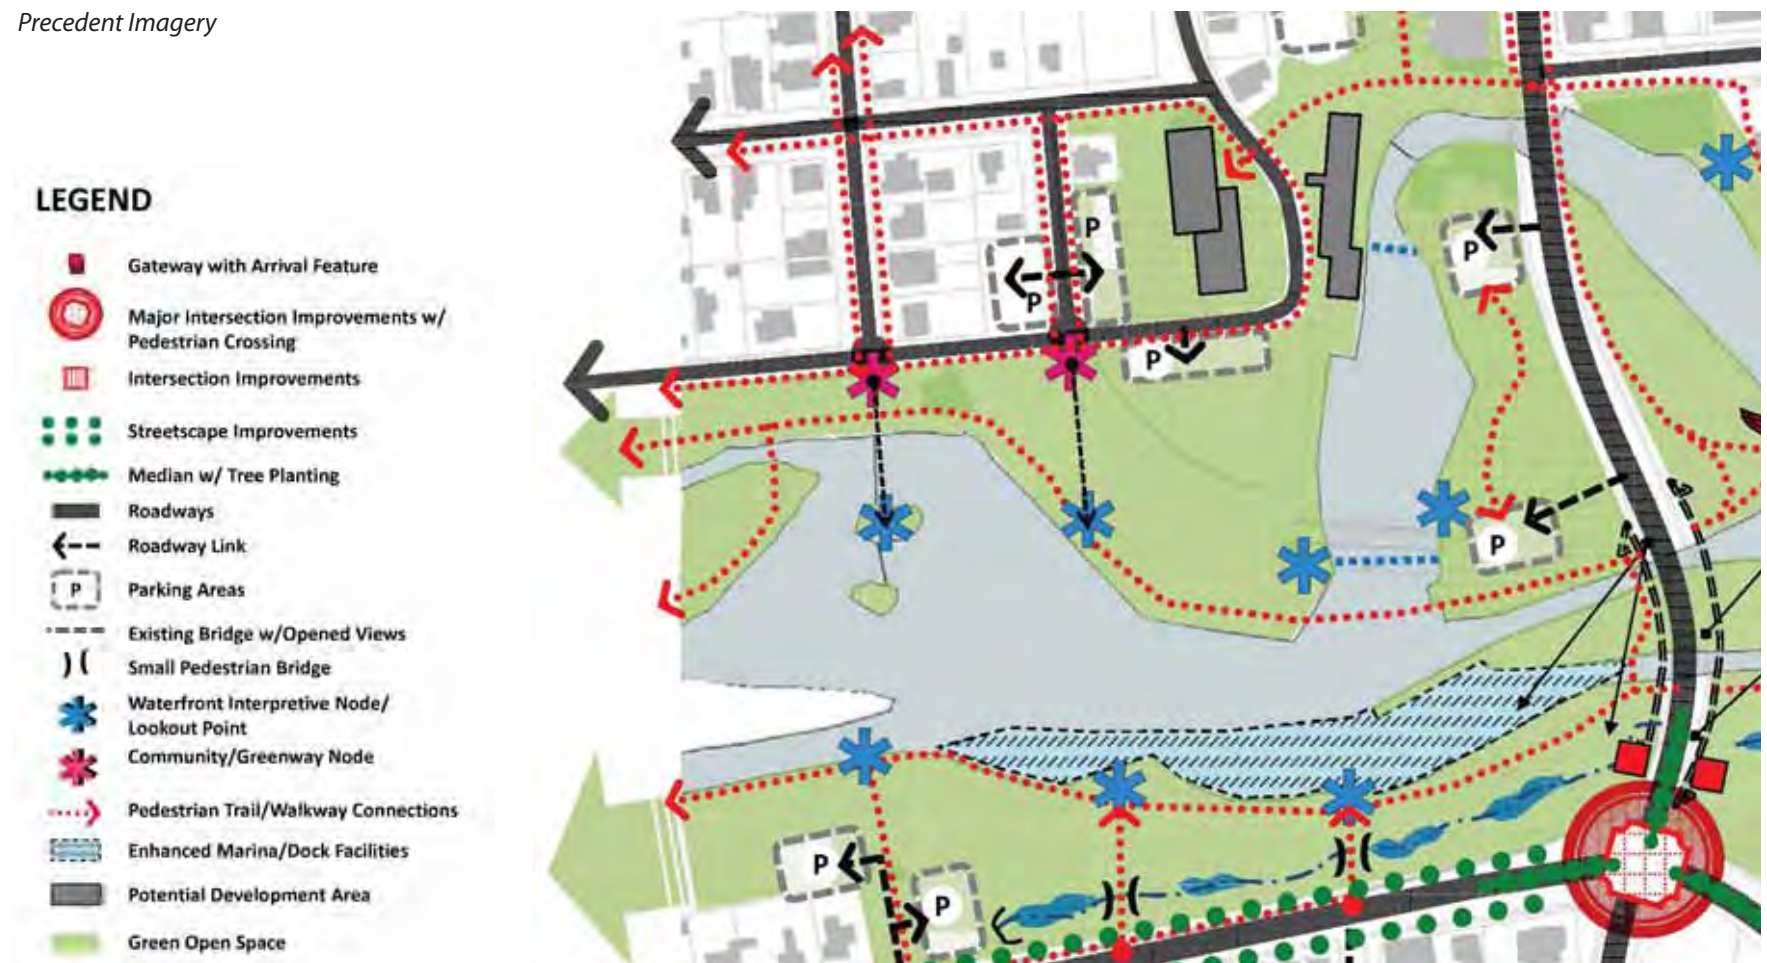 Precedent Imagery
LEGEND
Gateway with Arrival Feature
Major Intersection Improvements w/
Pedestrian Crossing
Intersection Improvements
Streetscape Improvements
Median w/ Tree Planting
Roadways
Roadway Link
P
Parking Areas
Existing Bridge w/Opened Views
Small Pedestrian Bridge
Waterfront Interpretive Node/
Lookout Point
Community/Greenway Node
Pedestrian Trail/Walkway Connections
Enhanced Marina/Dock Facilities
Potential Development Area
Green Open Space
P
P
P
P
P
P
P